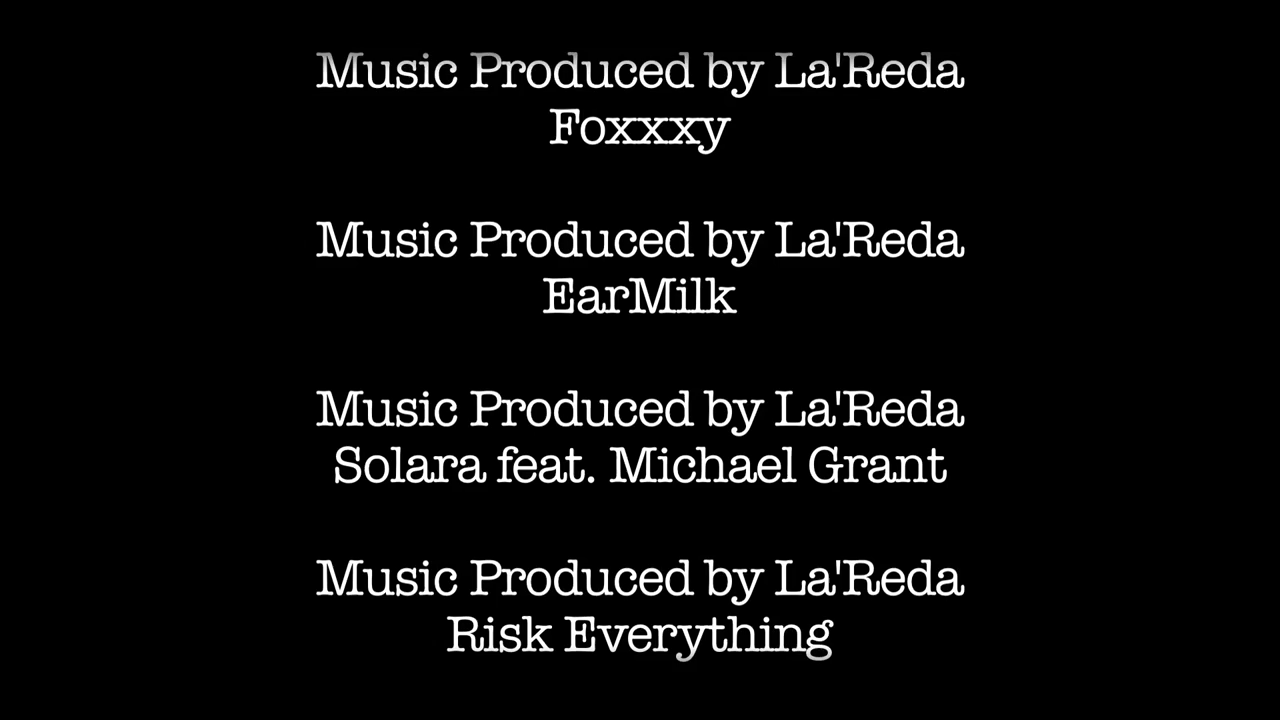 Music Produced by La'Reda
Foxxxy
Music Produced by La'Reda
EarMilk
Music Produced by La'Reda
Solara feat. Michael Grant
Music Produced by La'Reda
Risk Everything